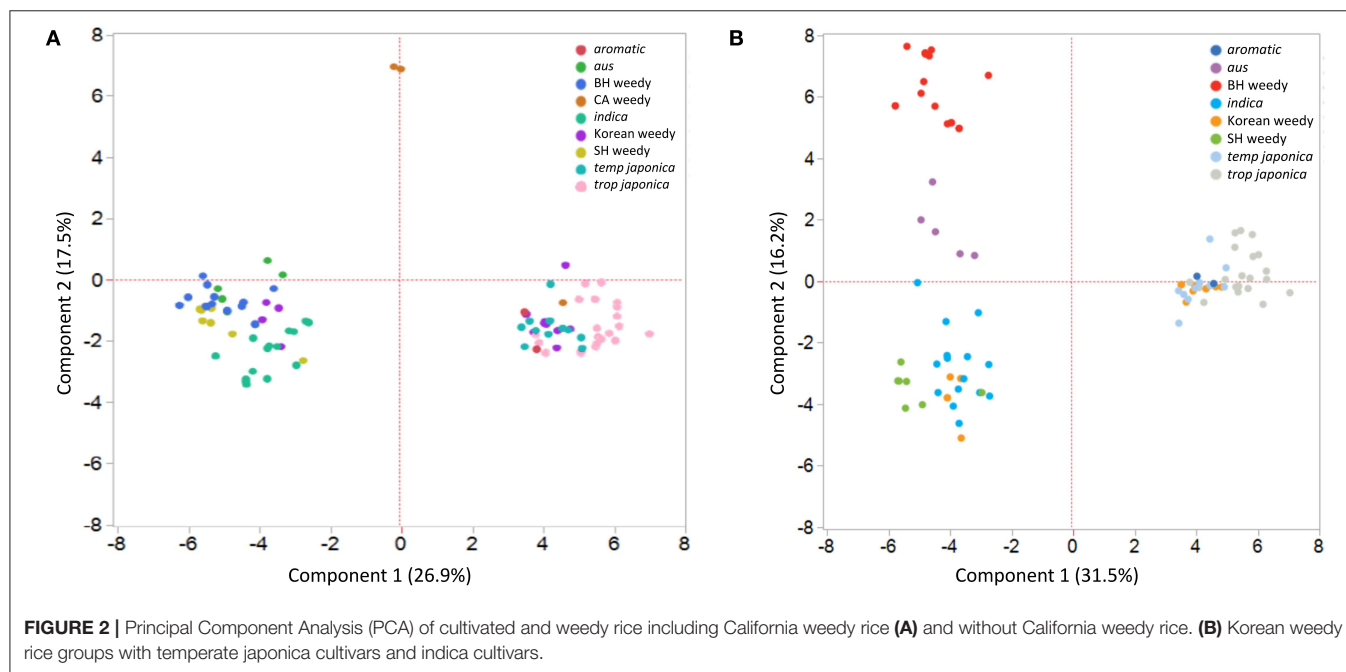 A
aromatic
aus
BH weedy
CA weedy
indica
Korean weedy
SH weedy
temp japonica
trop japonica
8
6
4
2
0
-2
-4
-6
-8
Component 2 (17.5%)
-8
-6
-4
-2
0
2
4
6
8
Component 1 (26.9%)
B
aromatic
aus
BH weedy
indica
Korean weedy
SH weedy
temp japonica
trop japonica
8
6
4
2
0
-2
-4
-6
-8
Component 2 (16.2%)
-8
-6
-4
-2
0
2
4
6
8
Component 1 (31.5%)
FIGURE 2 | Principal Component Analysis (PCA) of cultivated and weedy rice including California weedy rice (A) and without California weedy rice. (B) Korean weedy
rice groups with temperate japonica cultivars and indica cultivars.